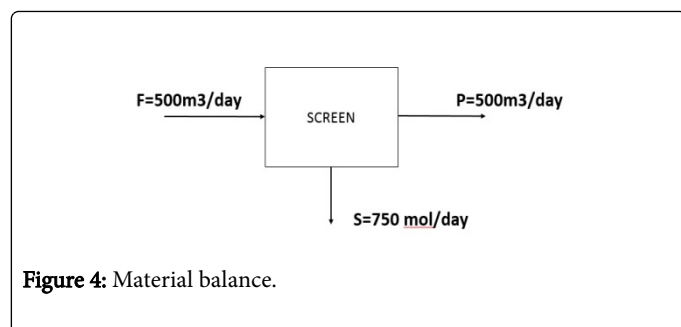 F=500m3/day
P=500m3/day
SCREEN
S=750 mol/day
Figure 4: Material balance.